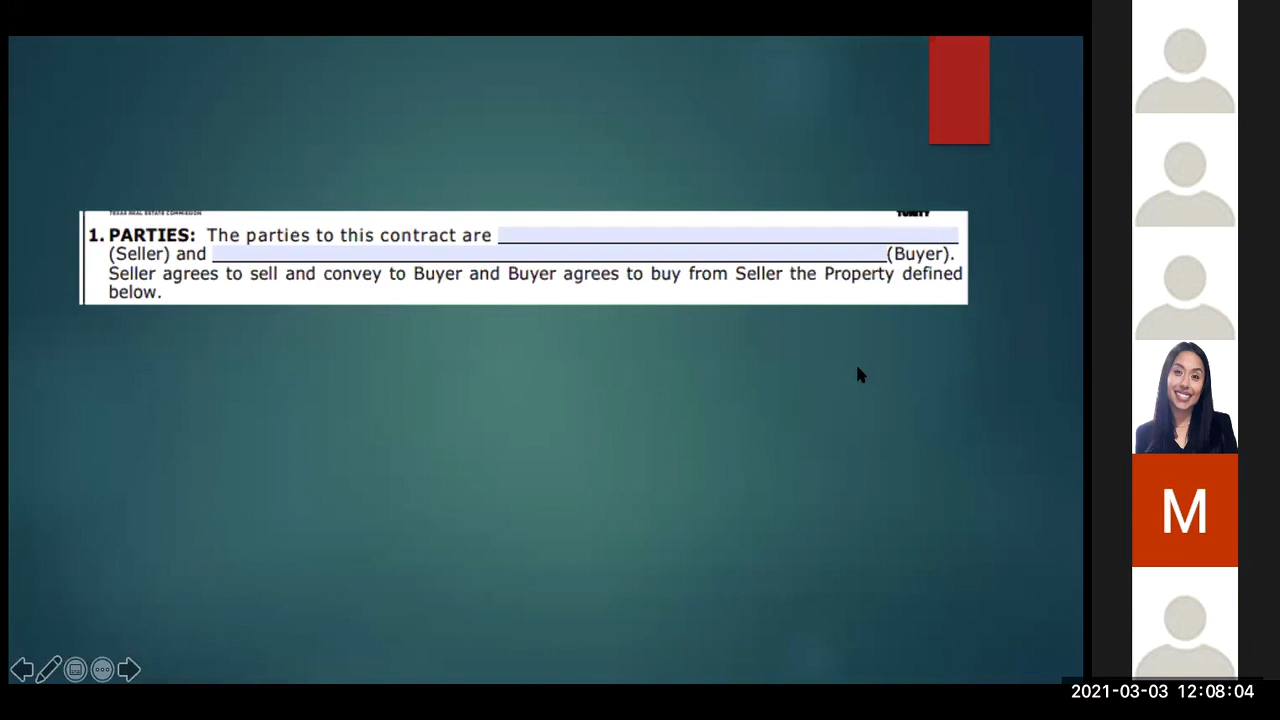 TEXAS REAL ESTATE COMMISSION
1. PARTIES: The parties to this contract are
(Seller) and (Buyer).
Seller agrees to sell and convey to Buyer and Buyer agrees to buy from Seller the Property defined
below.
M
2021-03-03 12:08:04